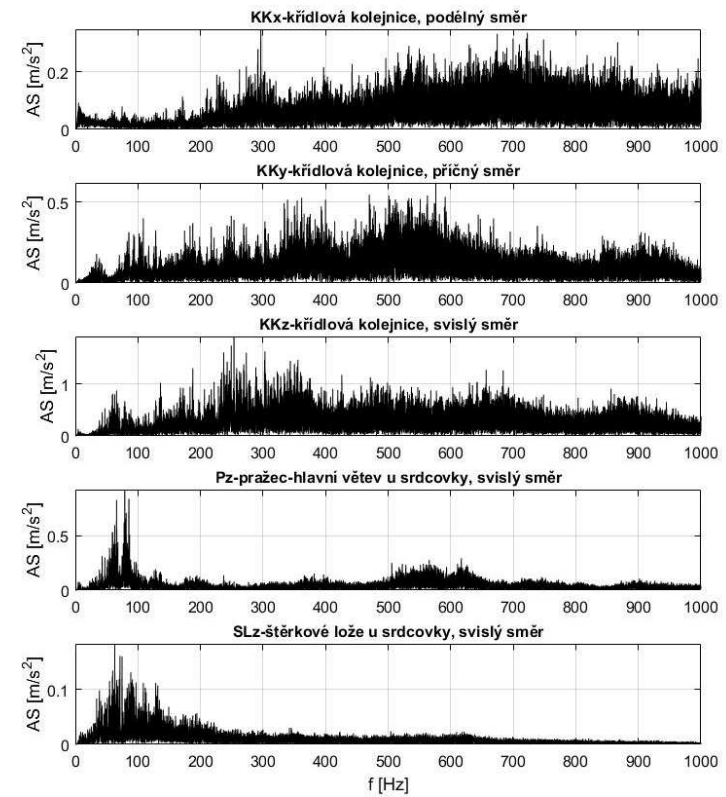 KKx-křídlová kolejnice, podélný směr
AS [m/s²]
0.2
0
0 100 200 300 400 500 600 700 800 900 1000
KKy-křídlová kolejnice, příčný směr
AS [m/s²]
0.5
0
0 100 200 300 400 500 600 700 800 900 1000
KKz-křídlová kolejnice, svislý směr
AS [m/s²]
1
0
0 100 200 300 400 500 600 700 800 900 1000
Pz-pražec-hlavní větev u srdcovky, svislý směr
AS [m/s²]
0.5
0
0 100 200 300 400 500 600 700 800 900 1000
SLz-štěrkové lože u srdcovky, svislý směr
AS [m/s²]
0.1
0
0 100 200 300 400 500 600 700 800 900 1000
f [Hz]